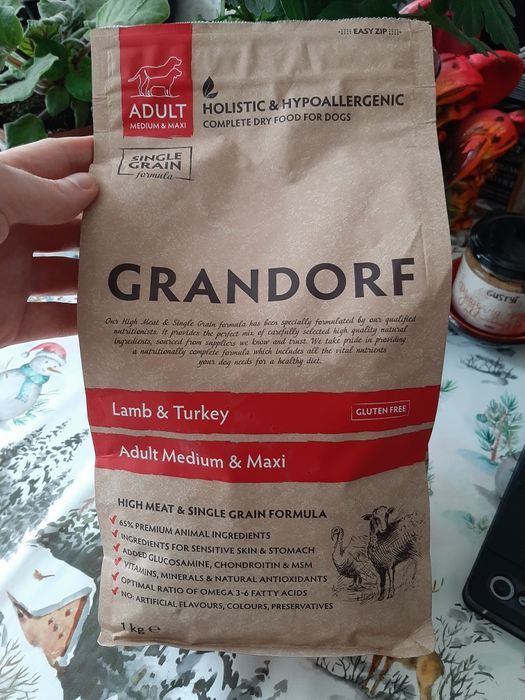 EASY ZIP
ADULT
MEDIUM & MAXI
HOLISTIC & HYPOALLERGENIC
COMPLETE DRY FOOD FOR DOGS
SINGLE
GRAIN
formula
GRANDORF
Our High Meat & Single Grain formula has been specially formulated by our qualified
nutritionists. It provides the perfect mix of carefully selected high quality natural
ingredients, sourced from suppliers we know and trust. We take pride in providing
a nutritionally complete formula which includes all the vital nutrients
your dog needs for a healthy diet.
Lamb & Turkey
GLUTEN FREE
Adult Medium & Maxi
HIGH MEAT & SINGLE GRAIN FORMULA
65% PREMIUM ANIMAL INGREDIENTS
INGREDIENTS FOR SENSITIVE SKIN & STOMACH
ADDED GLUCOSAMINE, CHONDROITIN & MSM
VITAMINS, MINERALS & NATURAL ANTIOXIDANTS
OPTIMAL RATIO OF OMEGA 3-6 FATTY ACIDS
NO: ARTIFICIAL FLAVOURS, COLOURS, PRESERVATIVES
1 kg ℮